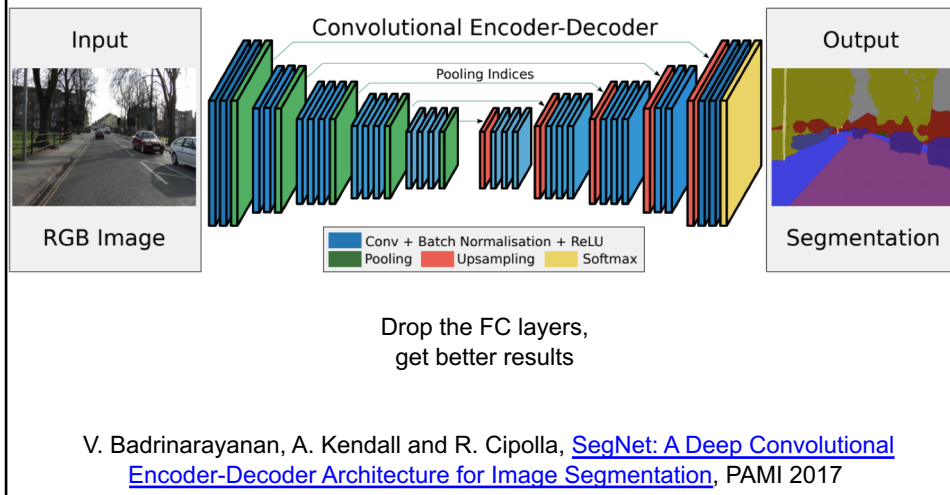 Convolutional Encoder-Decoder
Input
Output
Pooling Indices
RGB Image
Segmentation
Conv + Batch Normalisation + ReLU
Pooling
Upsampling
Softmax
Drop the FC layers,
get better results
V. Badrinarayanan, A. Kendall and R. Cipolla, SegNet: A Deep Convolutional
Encoder-Decoder Architecture for Image Segmentation, PAMI 2017